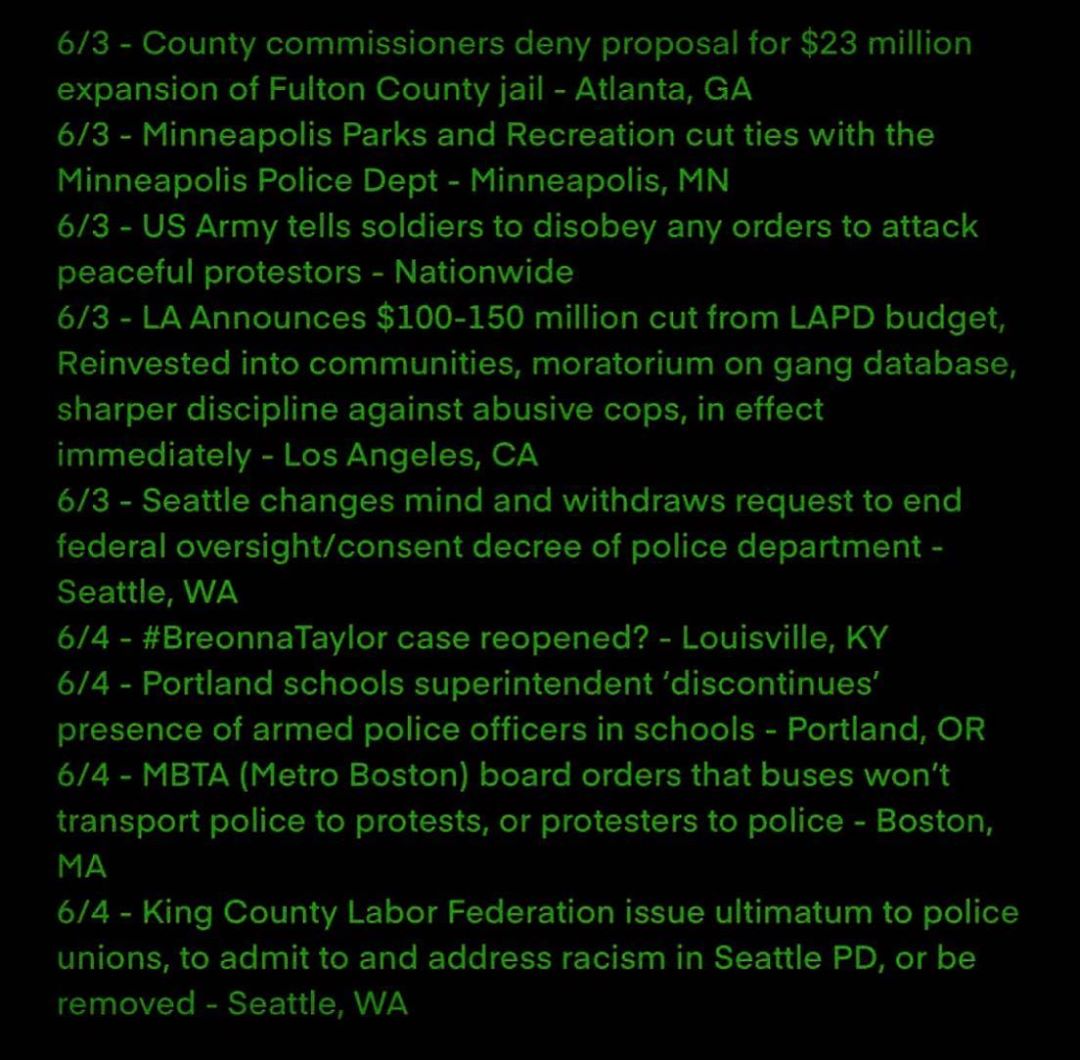 6/3 - County commissioners deny proposal for $23 million
expansion of Fulton County jail - Atlanta, GA
6/3 - Minneapolis Parks and Recreation cut ties with the
Minneapolis Police Dept - Minneapolis, MN
6/3 - US Army tells soldiers to disobey any orders to attack
peaceful protestors - Nationwide
6/3 - LA Announces $100-150 million cut from LAPD budget,
Reinvested into communities, moratorium on gang database,
sharper discipline against abusive cops, in effect
immediately - Los Angeles, CA
6/3 - Seattle changes mind and withdraws request to end
federal oversight/consent decree of police department -
Seattle, WA
6/4 - #BreonnaTaylor case reopened? - Louisville, KY
6/4 - Portland schools superintendent ‘discontinues’
presence of armed police officers in schools - Portland, OR
6/4 - MBTA (Metro Boston) board orders that buses won’t
transport police to protests, or protesters to police - Boston,
MA
6/4 - King County Labor Federation issue ultimatum to police
unions, to admit to and address racism in Seattle PD, or be
removed - Seattle, WA